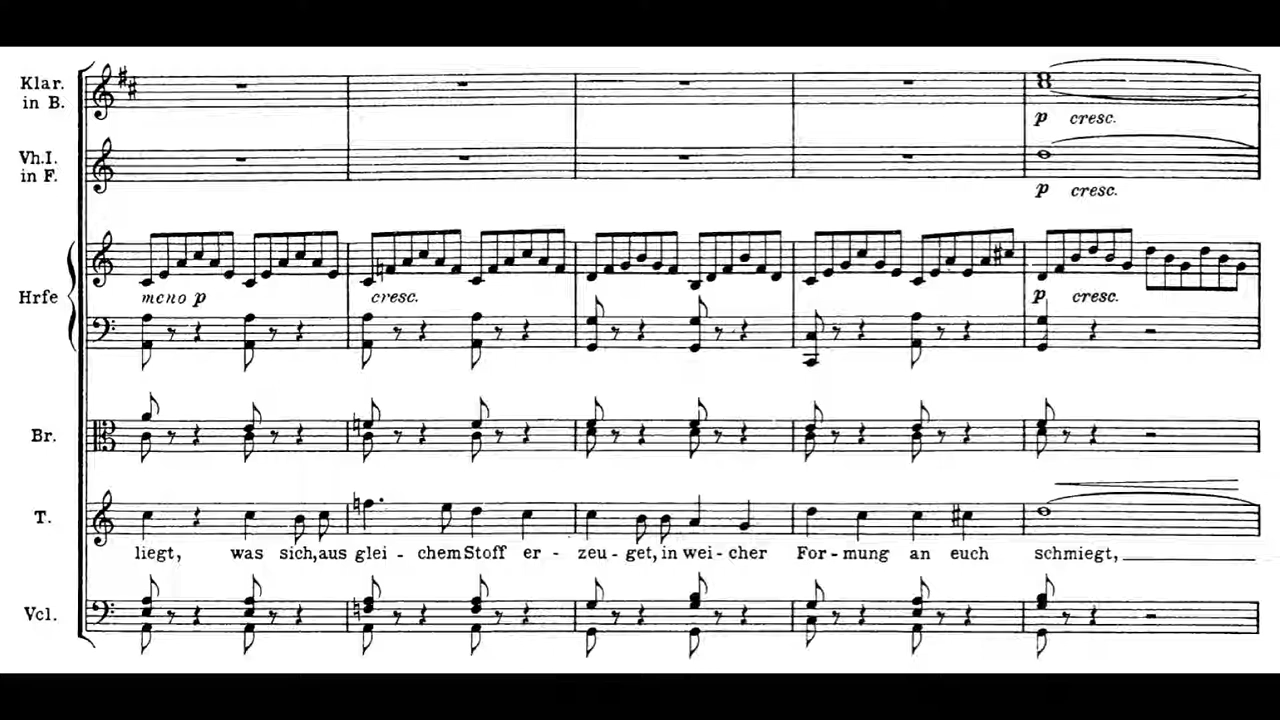 Klar.
in B.
p cresc.
Vh.I.
in F.
p cresc.
Hrfe
meno p cresc. p cresc.
Br.
T.
liegt, was sich, aus glei - chem Stoff er - zeu - get, in wei - cher For - mung an euch schmiegt,
Vcl.